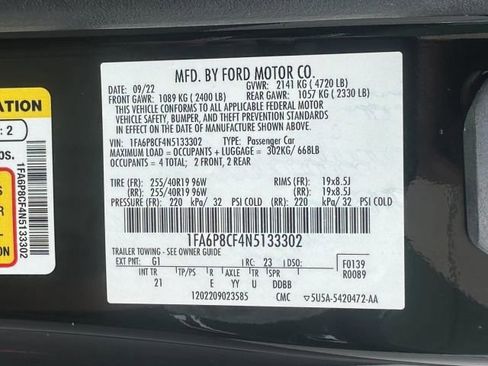 MFD. BY FORD MOTOR CO.
DATE: 09/22 GVWR: 2141 KG ( 4720 LB)
FRONT GAWR: 1089 KG ( 2400 LB) REAR GAWR: 1057 KG ( 2330 LB)
THIS VEHICLE CONFORMS TO ALL APPLICABLE FEDERAL MOTOR
VEHICLE SAFETY, BUMPER, AND THEFT PREVENTION STANDARDS
IN EFFECT ON THE DATE OF MANUFACTURE SHOWN ABOVE.
VIN: 1FA6P8CF4N5133302 TYPE: Passenger Car
MAXIMUM LOAD = OCCUPANTS + LUGGAGE = 302KG/ 668LB
OCCUPANTS = 4 TOTAL; 2 FRONT, 2 REAR
TIRE (FR): 255/40R19 96W RIMS (FR): 19x8.5J
(RR): 255/40R19 96W (RR): 19x8.5J
PRESSURE (FR): 220 kPa/ 32 PSI COLD (RR): 220 kPa/ 32 PSI COLD
1FA6P8CF4N5133302
TRAILER TOWING - SEE OWNER GUIDE
EXT PNT: G1 RC: 23 DSO: F0139
R0089
INT TR TP/PS R AXLE TR SPR
21 E YY U DDBB
1202209023585 CMC 5U5A-5420472-AA
ATION
: 2
bs.
1FA6P8CF4N5133302